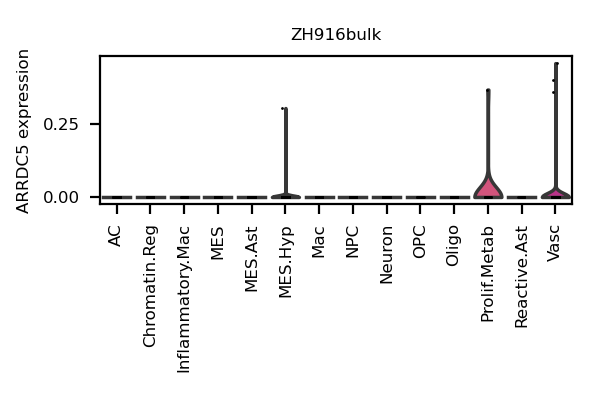 ZH916bulk
ARRDC5 expression
0.25
0.00
AC
Chromatin.Reg
Inflammatory.Mac
MES
MES.Ast
MES.Hyp
Mac
NPC
Neuron
OPC
Oligo
Prolif.Metab
Reactive.Ast
Vasc